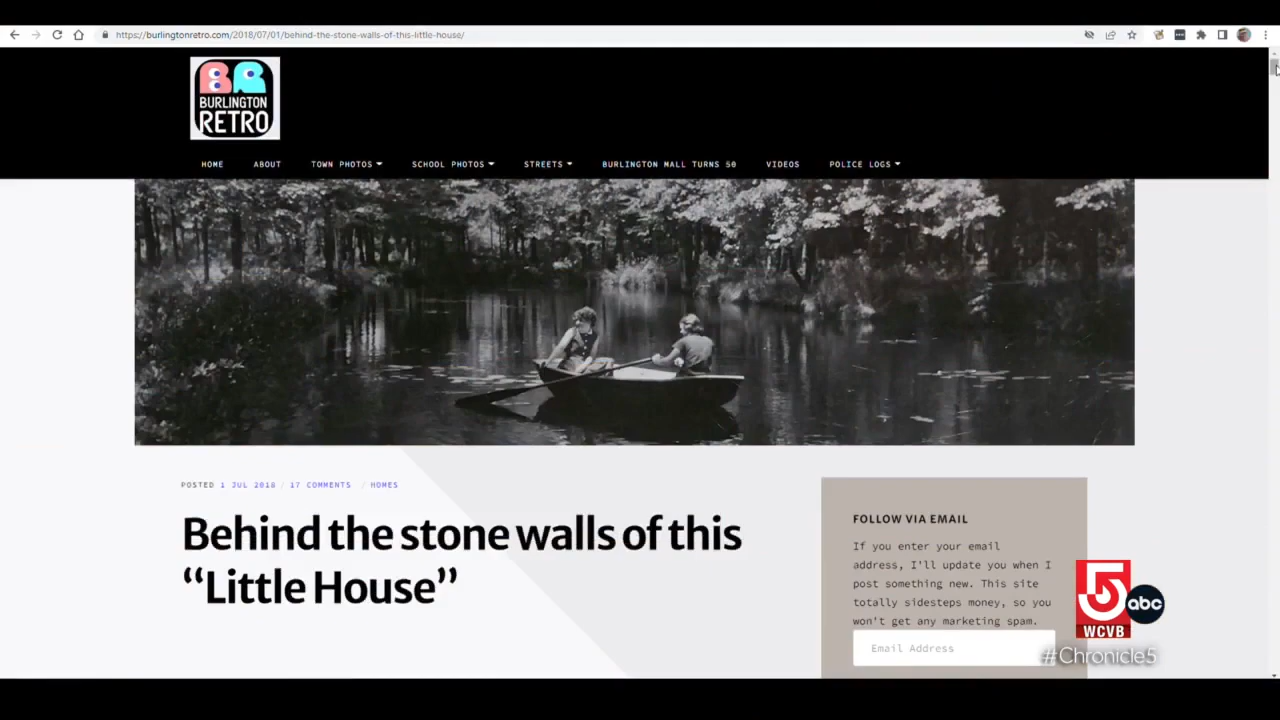 https://burlingtonretro.com/2018/07/01/behind-the-stone-walls-of-this-little-house/
BR
BURLINGTON
RETRO
HOME ABOUT TOWN PHOTOS SCHOOL PHOTOS STREETS BURLINGTON MALL TURNS 50 VIDEOS POLICE LOGS
POSTED 1 JUL 2018 / 17 COMMENTS / HOMES
Behind the stone walls of this
“Little House”
FOLLOW VIA EMAIL
If you enter your email
address, I'll update you when I
post something new. This site
totally sidesteps money, so you
won't get any marketing spam.
Email Address
5
abc
WCVB
#Chronicle5